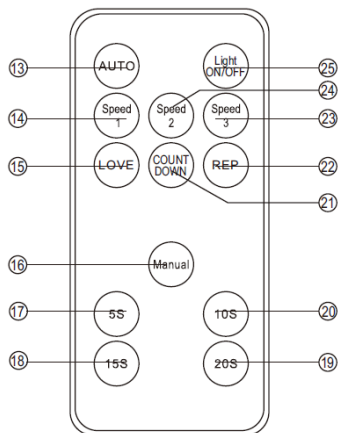 ⑬ AUTO Light ON/OFF ㉕
㉔
⑭ Speed 1 Speed 2 Speed 3 ㉓
⑮ LOVE COUNT DOWN REP ㉒
㉑
⑯ Manual
⑰ 5S 10S ⑳
⑱ 15S 20S ⑲